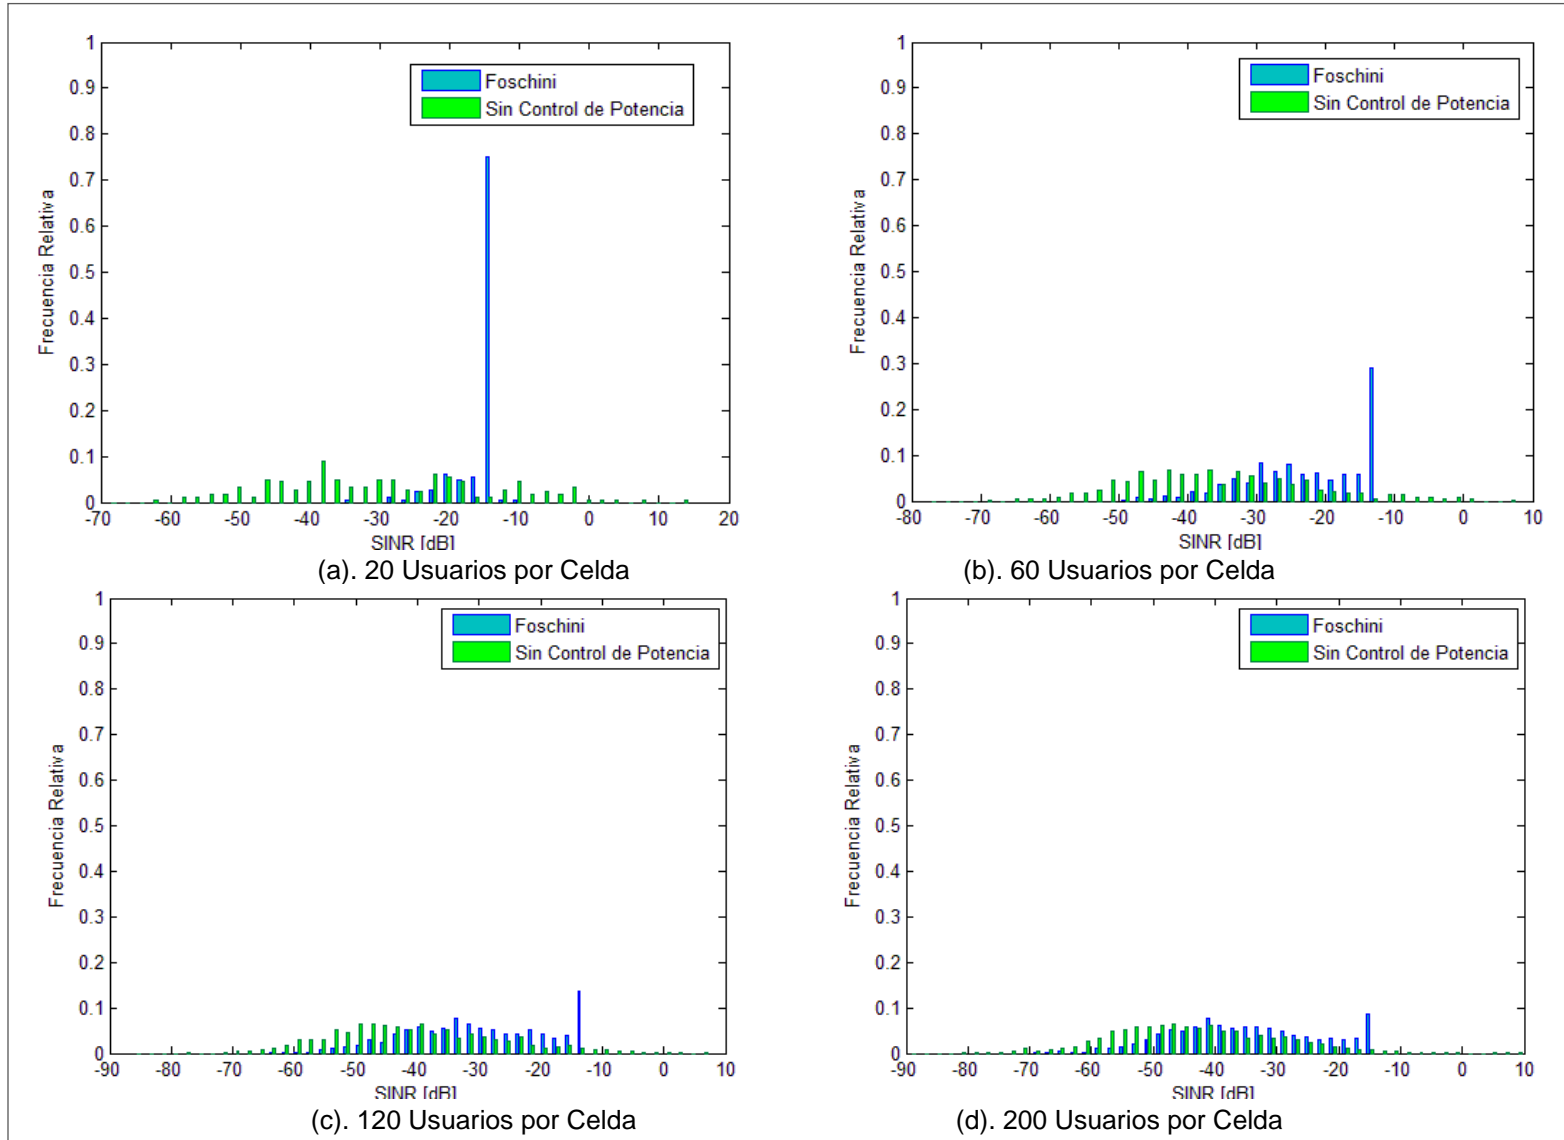 1
0.9
0.8
0.7
0.6
0.5
0.4
0.3
0.2
0.1
0
Frecuencia Relativa
Foschini
Sin Control de Potencia
-70 -60 -50 -40 -30 -20 -10 0 10 20
SINR [dB]
(a). 20 Usuarios por Celda
1
0.9
0.8
0.7
0.6
0.5
0.4
0.3
0.2
0.1
0
Frecuencia Relativa
Foschini
Sin Control de Potencia
-80 -70 -60 -50 -40 -30 -20 -10 0 10
SINR [dB]
(b). 60 Usuarios por Celda
1
0.9
0.8
0.7
0.6
0.5
0.4
0.3
0.2
0.1
0
Frecuencia Relativa
Foschini
Sin Control de Potencia
-90 -80 -70 -60 -50 -40 -30 -20 -10 0 10
SINR [dB]
(c). 120 Usuarios por Celda
1
0.9
0.8
0.7
0.6
0.5
0.4
0.3
0.2
0.1
0
Frecuencia Relativa
Foschini
Sin Control de Potencia
-90 -80 -70 -60 -50 -40 -30 -20 -10 0 10
SINR [dB]
(d). 200 Usuarios por Celda